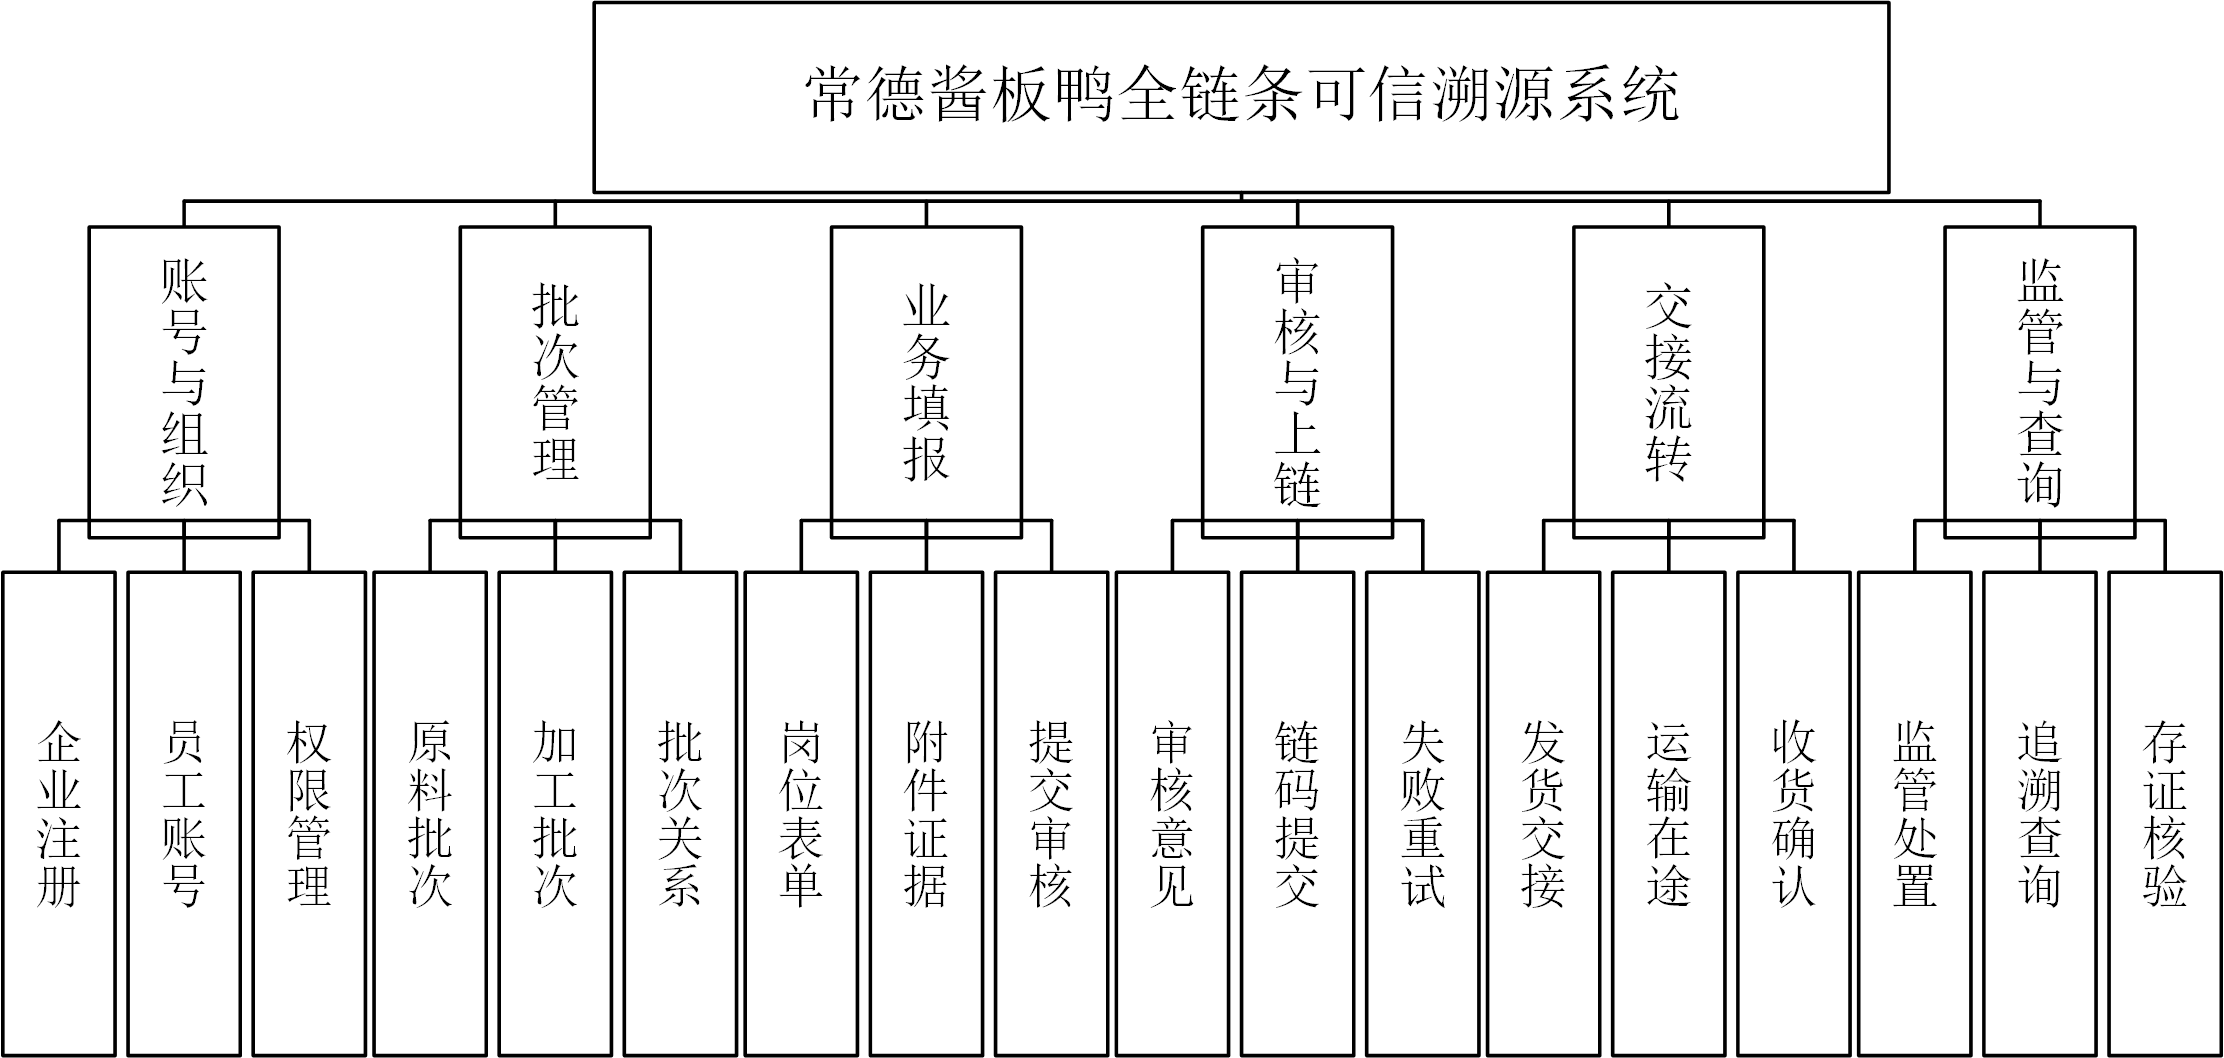 常德酱板鸭全链条可信溯源系统
账号与组织
批次管理
业务填报
审核与上链
交接流转
监管与查询
企业注册
员工账号
权限管理
原料批次
加工批次
批次关系
岗位表单
附件证据
提交审核
审核意见
链码提交
失败重试
发货交接
运输在途
收货确认
监管处置
追溯查询
存证核验